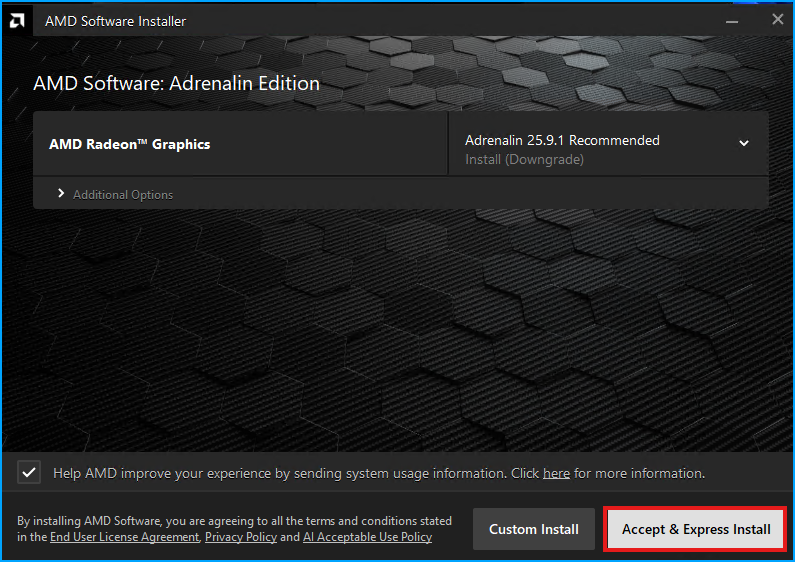 AMD Software Installer
AMD Software: Adrenalin Edition
AMD Radeon™ Graphics
Adrenalin 25.9.1 Recommended
Install (Downgrade)
Additional Options
Help AMD improve your experience by sending system usage information. Click here for more information.
By installing AMD Software, you are agreeing to all the terms and conditions stated
in the End User License Agreement, Privacy Policy and AI Acceptable Use Policy
Custom Install
Accept & Express Install